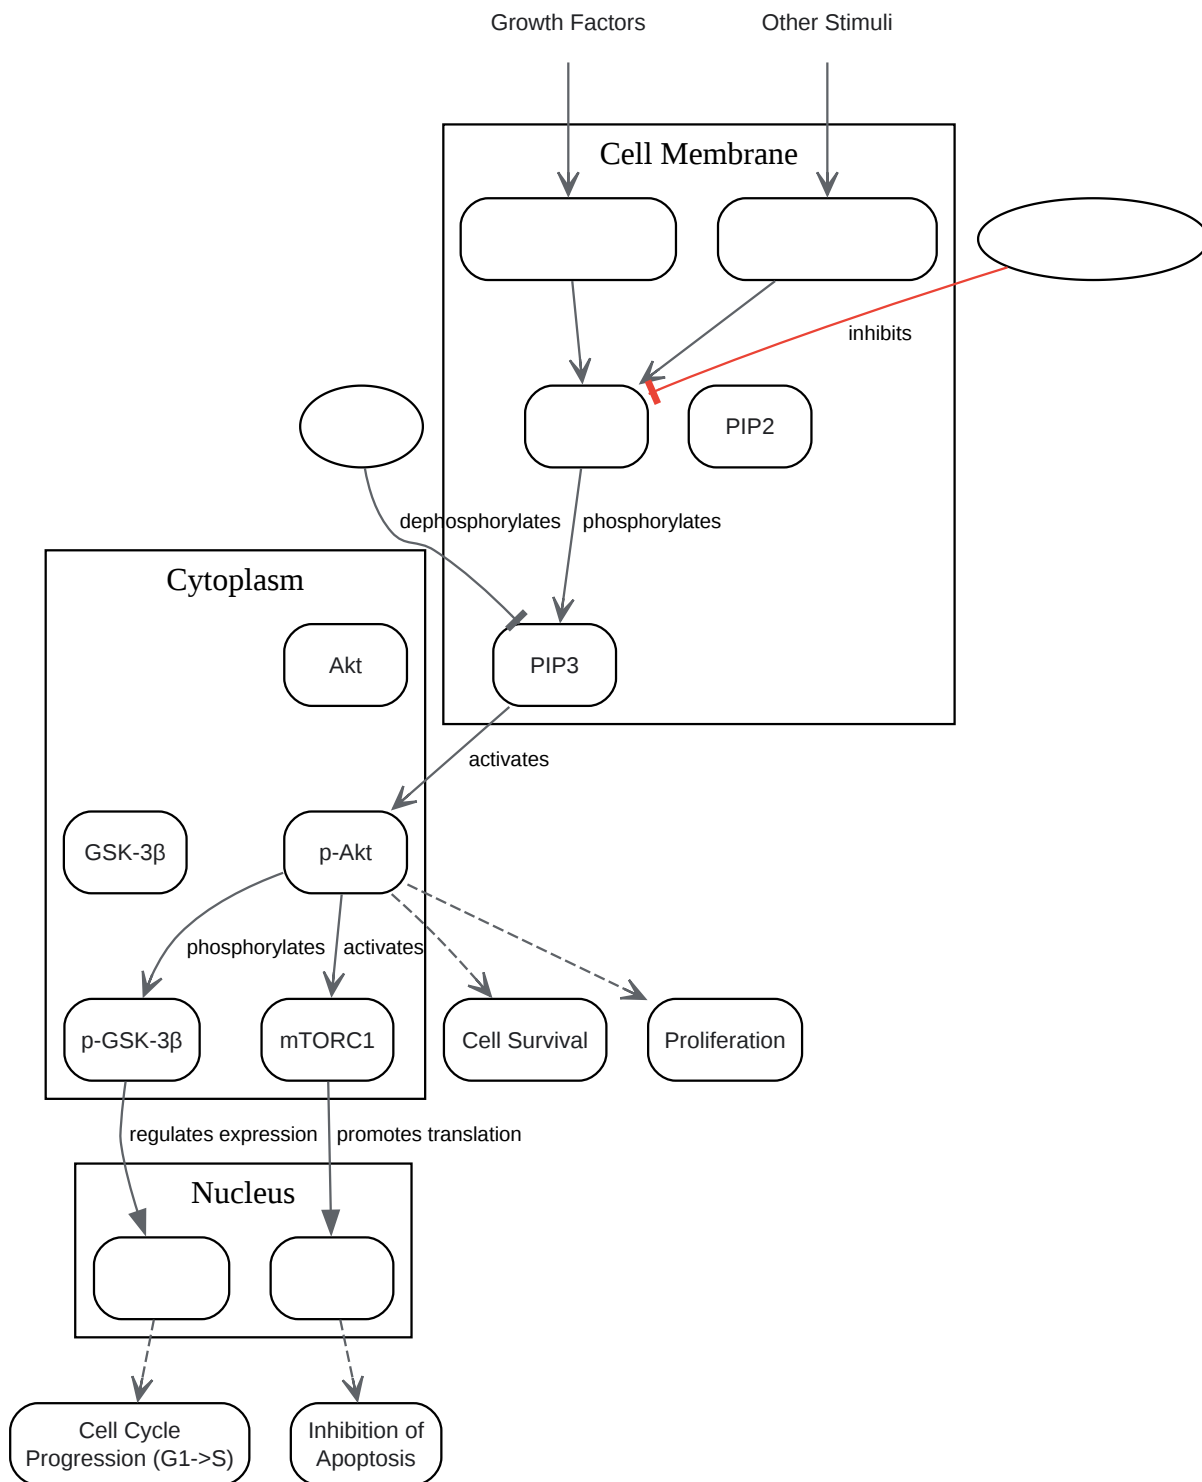 Growth Factors
Other Stimuli
Cell Membrane
inhibits
PIP2
dephosphorylates
phosphorylates
Cytoplasm
Akt
PIP3
activates
GSK-3β
p-Akt
phosphorylates
activates
p-GSK-3β
mTORC1
Cell Survival
Proliferation
regulates expression
promotes translation
Nucleus
Cell Cycle
Progression (G1->S)
Inhibition of
Apoptosis